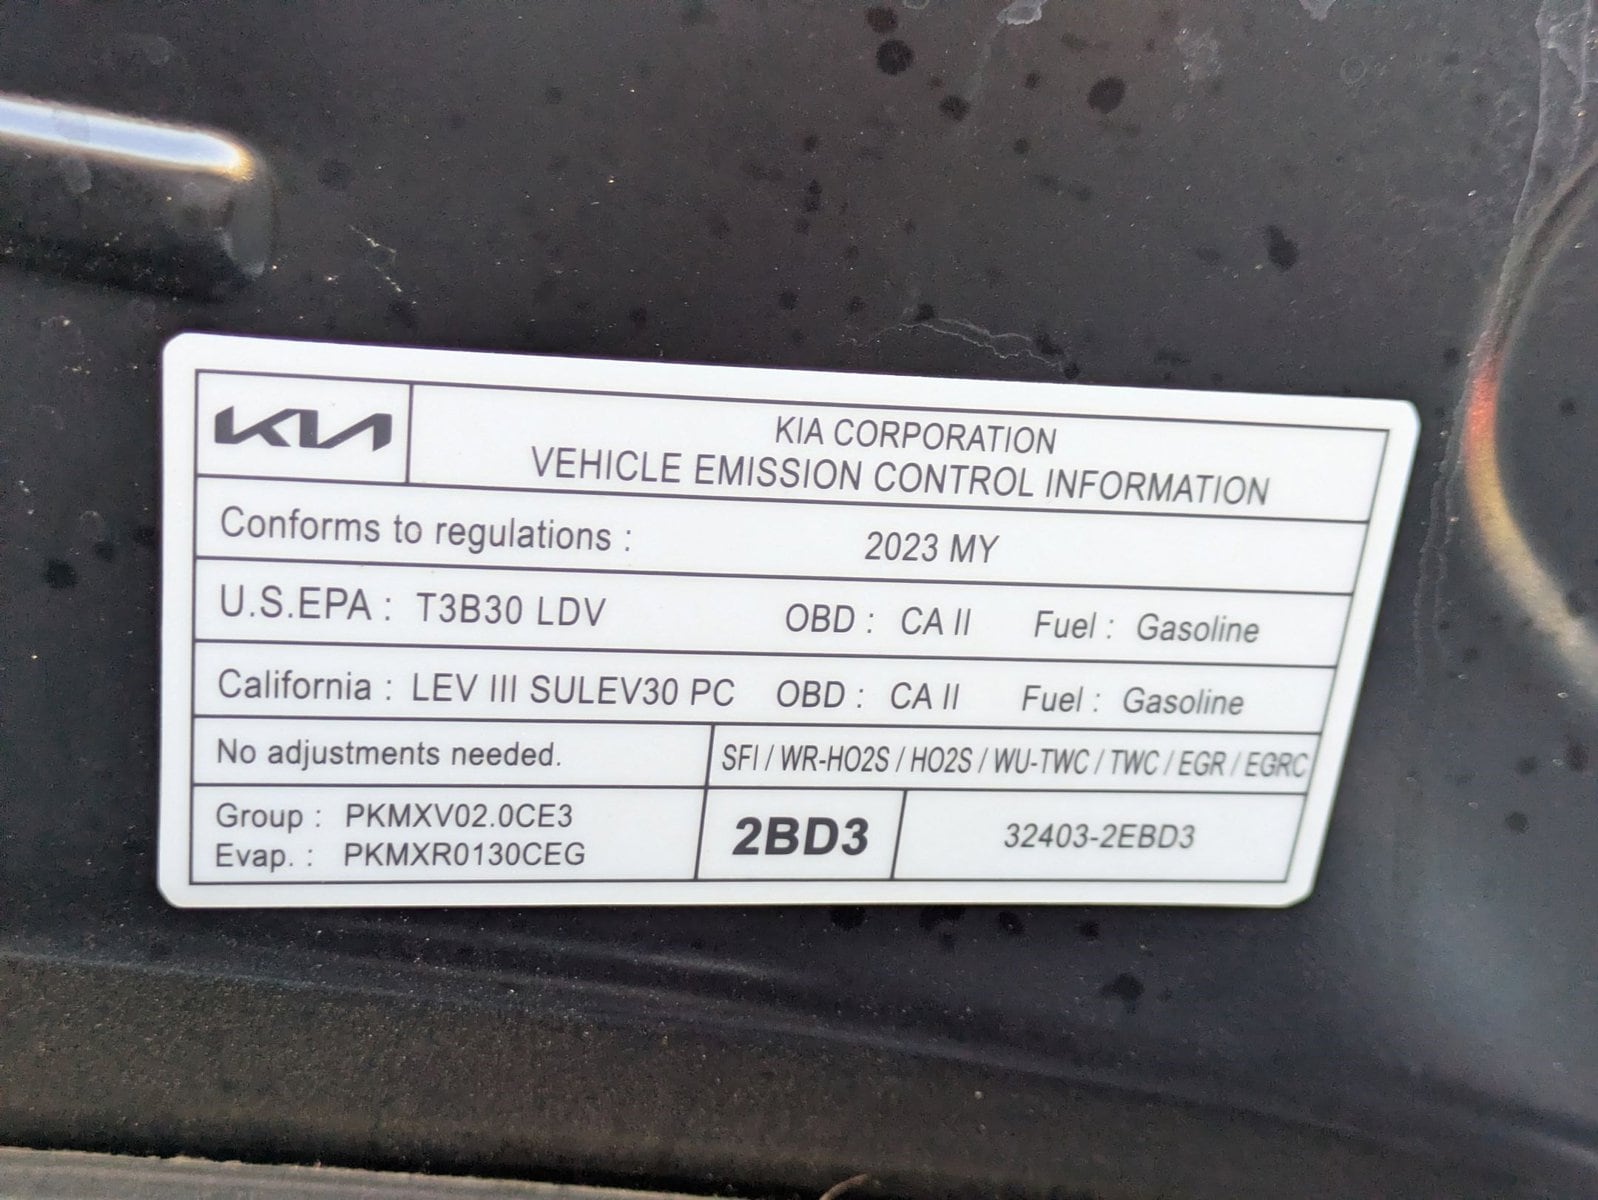 KIA
KIA CORPORATION
VEHICLE EMISSION CONTROL INFORMATION
Conforms to regulations : 2023 MY
U.S.EPA : T3B30 LDV OBD : CA II Fuel : Gasoline
California : LEV III SULEV30 PC OBD : CA II Fuel : Gasoline
No adjustments needed. SFI / WR-HO2S / HO2S / WU-TWC / TWC / EGR / EGRC
Group : PKMXV02.0CE3
Evap. : PKMXR0130CEG
2BD3
32403-2EBD3